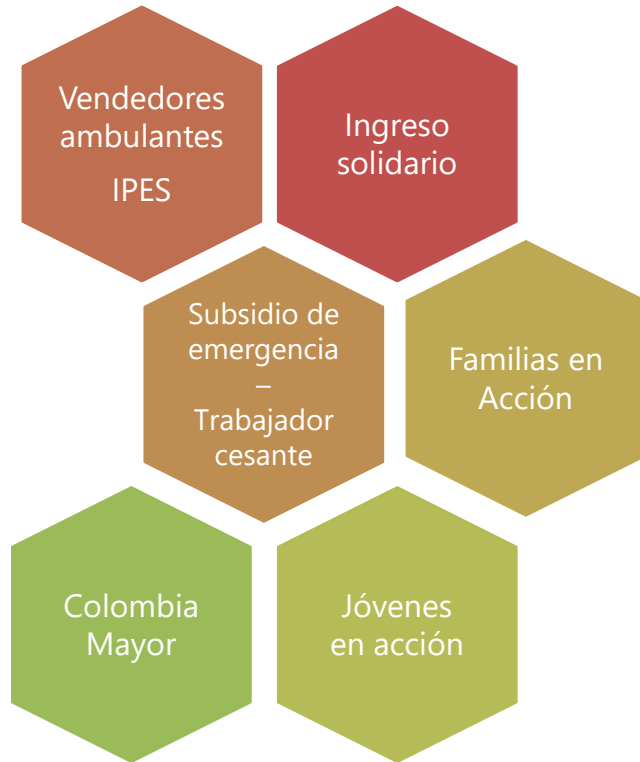 Vendedores
ambulantes
IPES
Ingreso
solidario
Subsidio de
emergencia
–
Trabajador
cesante
Familias en
Acción
Colombia
Mayor
Jóvenes
en acción